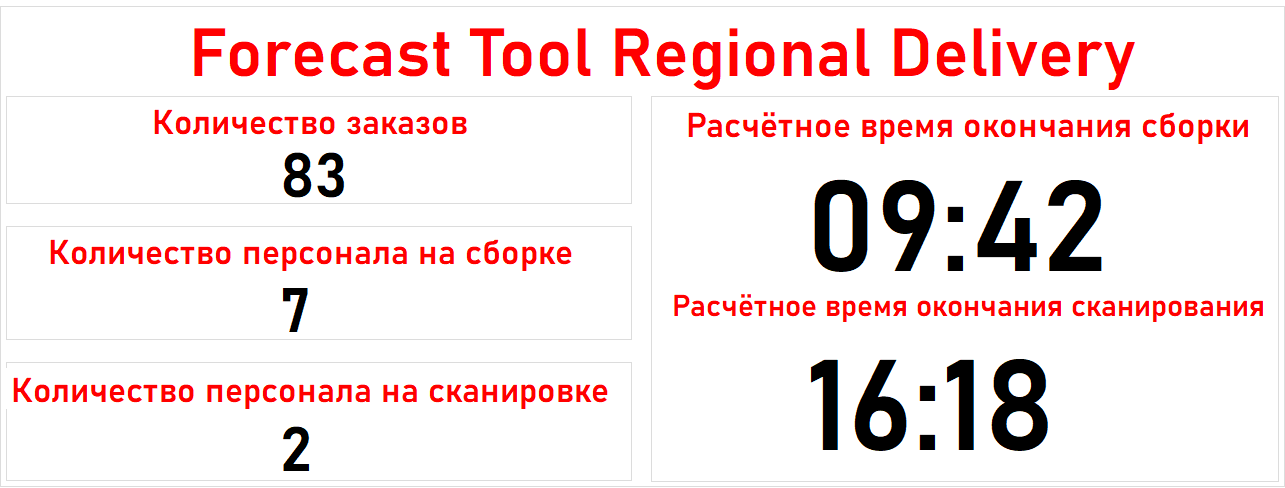 Forecast Tool Regional Delivery
Количество заказов
83
Количество персонала на сборке
7
Количество персонала на сканировке
2
Расчётное время окончания сборки
09:42
Расчётное время окончания сканирования
16:18